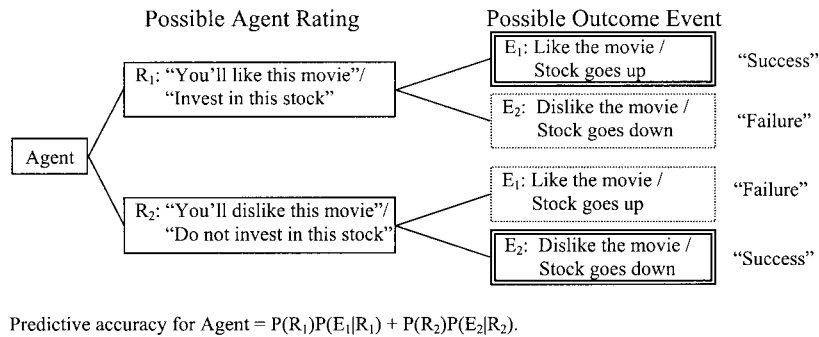 Possible Agent Rating
Possible Outcome Event
Agent
R₁: “You’ll like this movie”/
“Invest in this stock”
E₁: Like the movie /
Stock goes up
“Success”
E₂: Dislike the movie /
Stock goes down
“Failure”
R₂: “You’ll dislike this movie”/
“Do not invest in this stock”
E₁: Like the movie /
Stock goes up
“Failure”
E₂: Dislike the movie /
Stock goes down
“Success”
Predictive accuracy for Agent = P(R₁)P(E₁|R₁) + P(R₂)P(E₂|R₂).